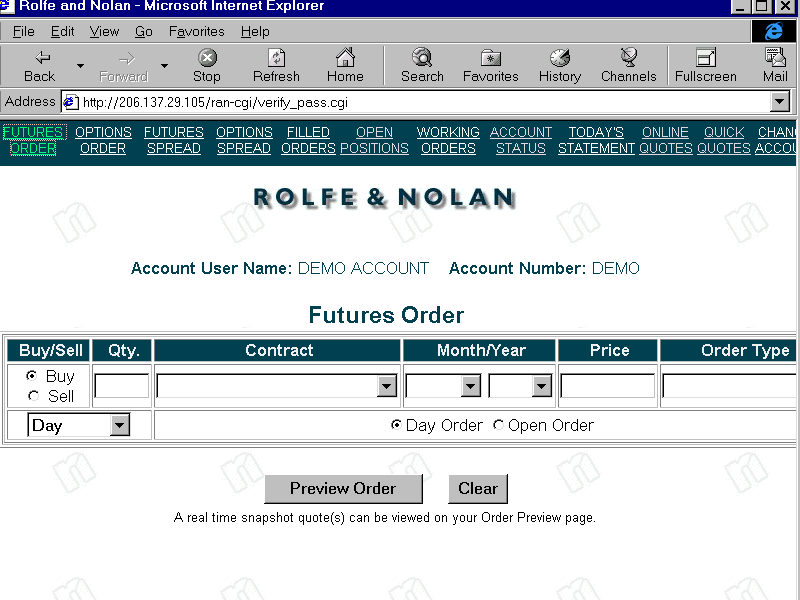 Rolfe and Nolan - Microsoft Internet Explorer
File Edit View Go Favorites Help
Back Forward Stop Refresh Home Search Favorites History Channels Fullscreen Mail
Address http://206.137.29.105/ran-cgi/verify_pass.cgi
FUTURES OPTIONS FUTURES OPTIONS FILLED OPEN WORKING ACCOUNT TODAY'S ONLINE QUICK CHAN
ORDER ORDER SPREAD SPREAD ORDERS POSITIONS ORDERS STATUS STATEMENT QUOTES QUOTES ACCOU
ROLFE & NOLAN
Account User Name: DEMO ACCOUNT Account Number: DEMO
Futures Order
Buy/Sell Qty. Contract Month/Year Price Order Type
Buy
Sell
Day Day Order Open Order
Preview Order Clear
A real time snapshot quote(s) can be viewed on your Order Preview page.